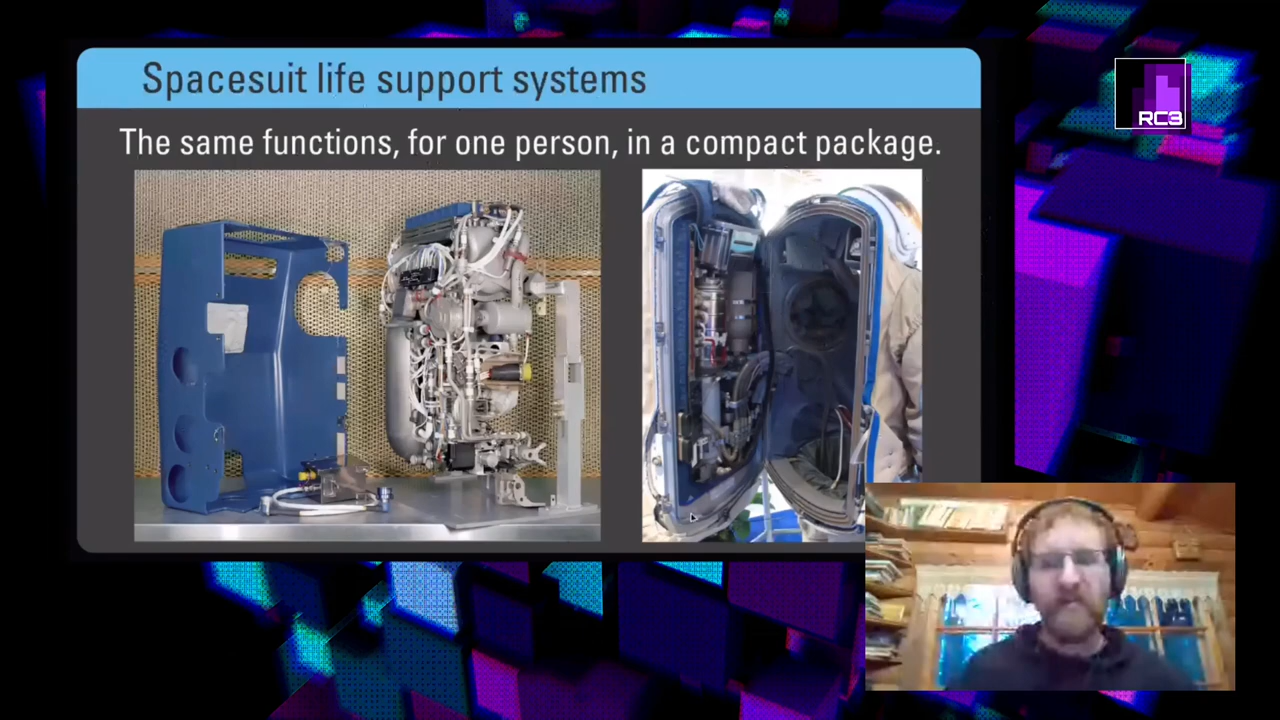 Spacesuit life support systems
The same functions, for one person, in a compact package.
RC3